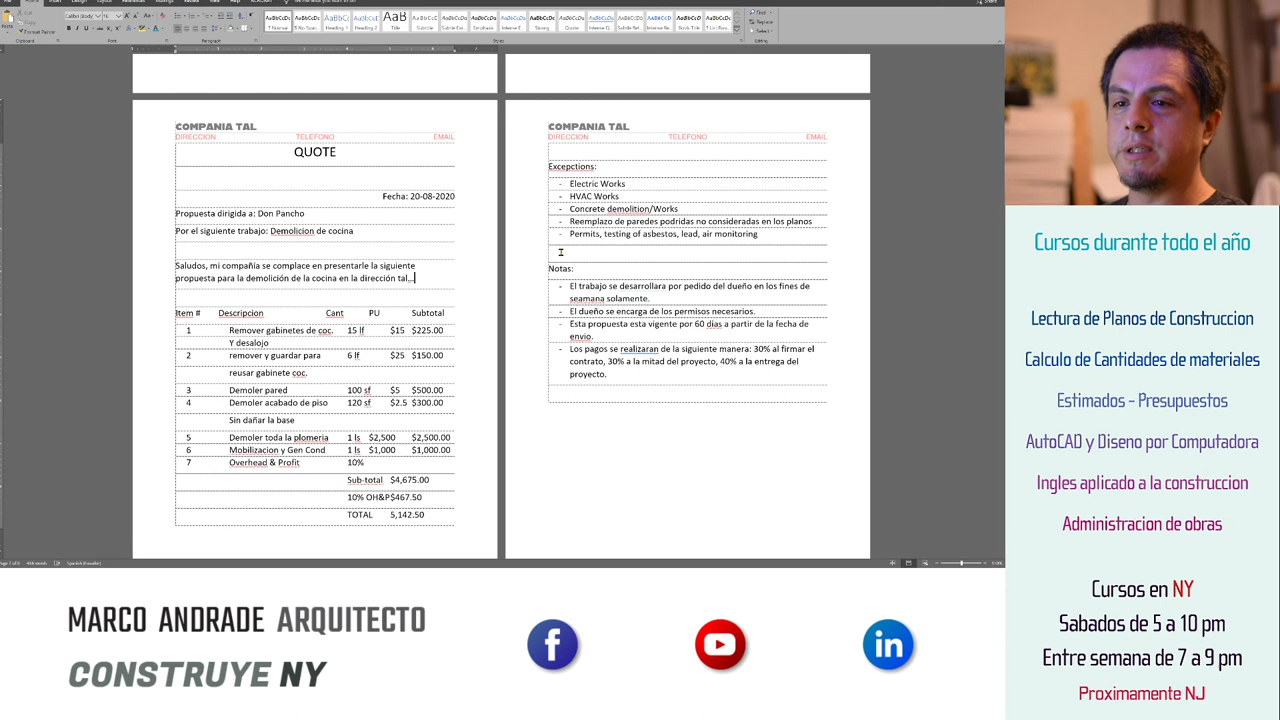 COMPANIA TAL
DIRECCION TELEFONO EMAIL
QUOTE
Fecha: 20-08-2020
Propuesta dirigida a: Don Pancho
Por el siguiente trabajo: Demolicion de cocina
Saludos, mi compañía se complace en presentarle la siguiente
propuesta para la demolición de la cocina en la dirección tal...
Item # Descripcion Cant PU Subtotal
1 Remover gabinetes de coc. 15 lf $15 $225.00
Y desalojo
2 remover y guardar para 6 lf $25 $150.00
reusar gabinete coc.
3 Demoler pared 100 sf $5 $500.00
4 Demoler acabado de piso 120 sf $2.5 $300.00
Sin dañar la base
5 Demoler toda la plomeria 1 ls $2,500 $2,500.00
6 Mobilizacion y Gen Cond 1 ls $1,000 $1,000.00
7 Overhead & Profit 10%
Sub-total $4,675.00
10% OH&P $467.50
TOTAL 5,142.50
COMPANIA TAL
DIRECCION TELEFONO EMAIL
Excepctions:
- Electric Works
- HVAC Works
- Concrete demolition/Works
- Reemplazo de paredes podridas no consideradas en los planos
- Permits, testing of asbestos, lead, air monitoring
Notas:
- El trabajo se desarrollara por pedido del dueño en los fines de
seamana solamente.
- El dueño se encarga de los permisos necesarios.
- Esta propuesta esta vigente por 60 dias a partir de la fecha de
envio.
- Los pagos se realizaran de la siguiente manera: 30% al firmar el
contrato, 30% a la mitad del proyecto, 40% a la entrega del
proyecto.
Cursos durante todo el año
Lectura de Planos de Construccion
Calculo de Cantidades de materiales
Estimados - Presupuestos
AutoCAD y Diseno por Computadora
Ingles aplicado a la construccion
Administracion de obras
Cursos en NY
Sabados de 5 a 10 pm
Entre semana de 7 a 9 pm
Proximamente NJ
MARCO ANDRADE ARQUITECTO
CONSTRUYE NY